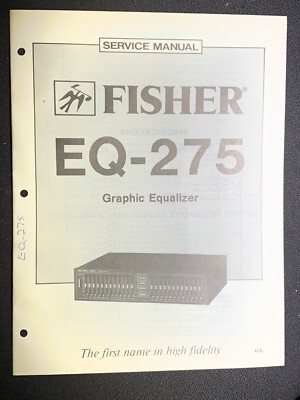 SERVICE MANUAL
FISHER®
EQ-275
Graphic Equalizer
EQ-275
The first name in high fidelity